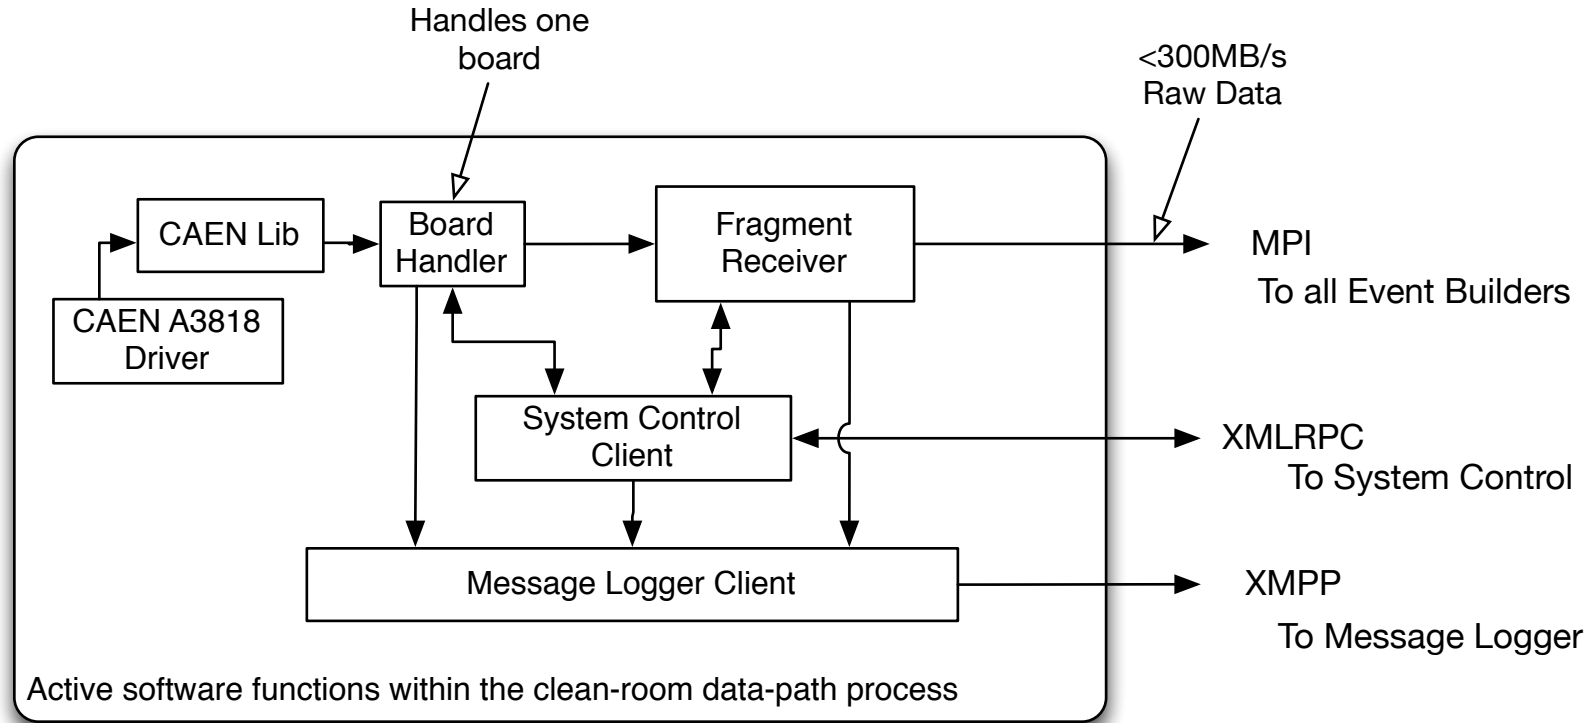 Handles one
board
<300MB/s
Raw Data
CAEN Lib
Board
Handler
Fragment
Receiver
MPI
To all Event Builders
CAEN A3818
Driver
System Control
Client
XMLRPC
To System Control
Message Logger Client
XMPP
To Message Logger
Active software functions within the clean-room data-path process